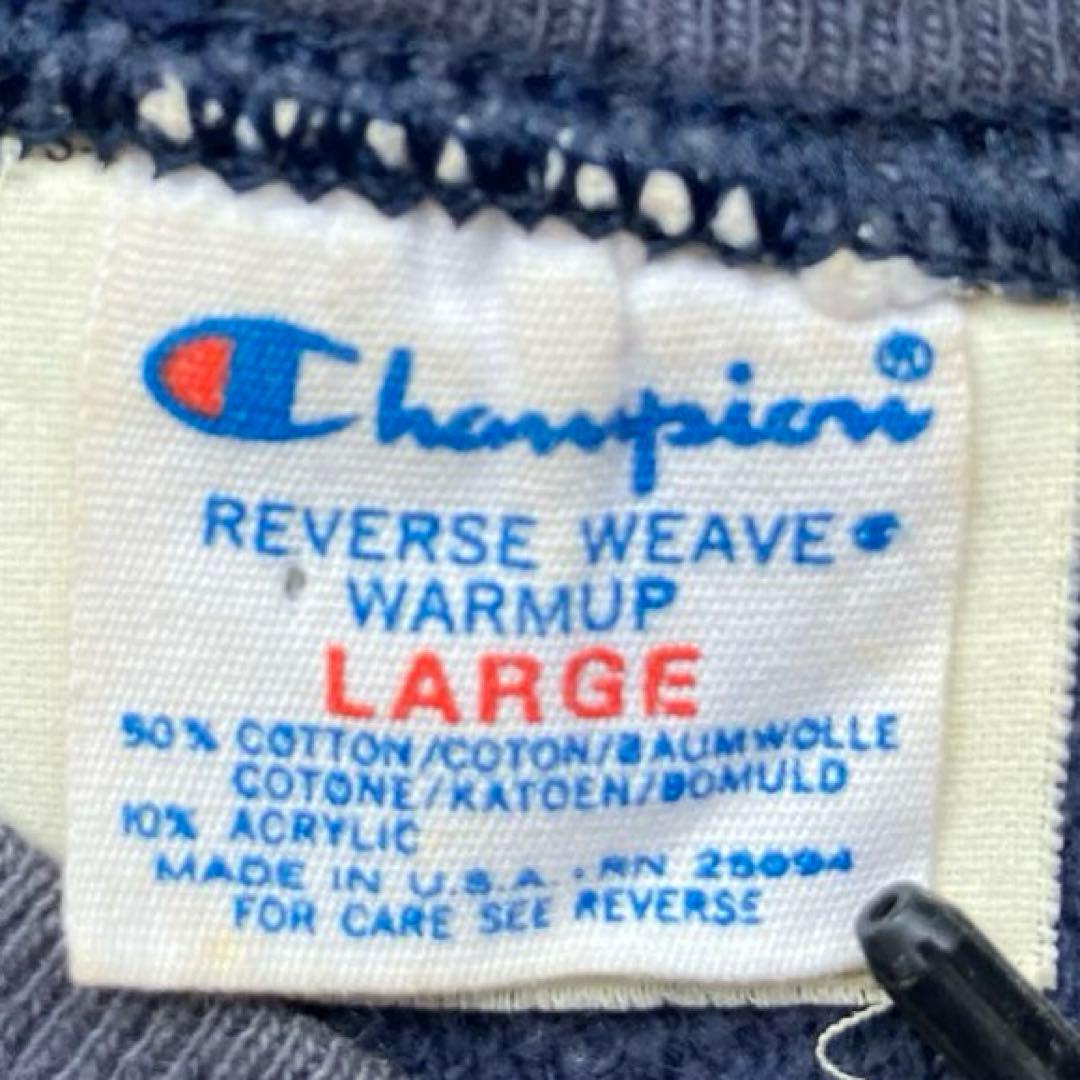 Champion®
REVERSE WEAVE
WARMUP
LARGE
90% COTTON/COTON/BAUMWOLLE
COTONE/KATOEN/BOMULD
10% ACRYLIC
MADE IN U.S.A. . RN 26094
FOR CARE SEE REVERSE